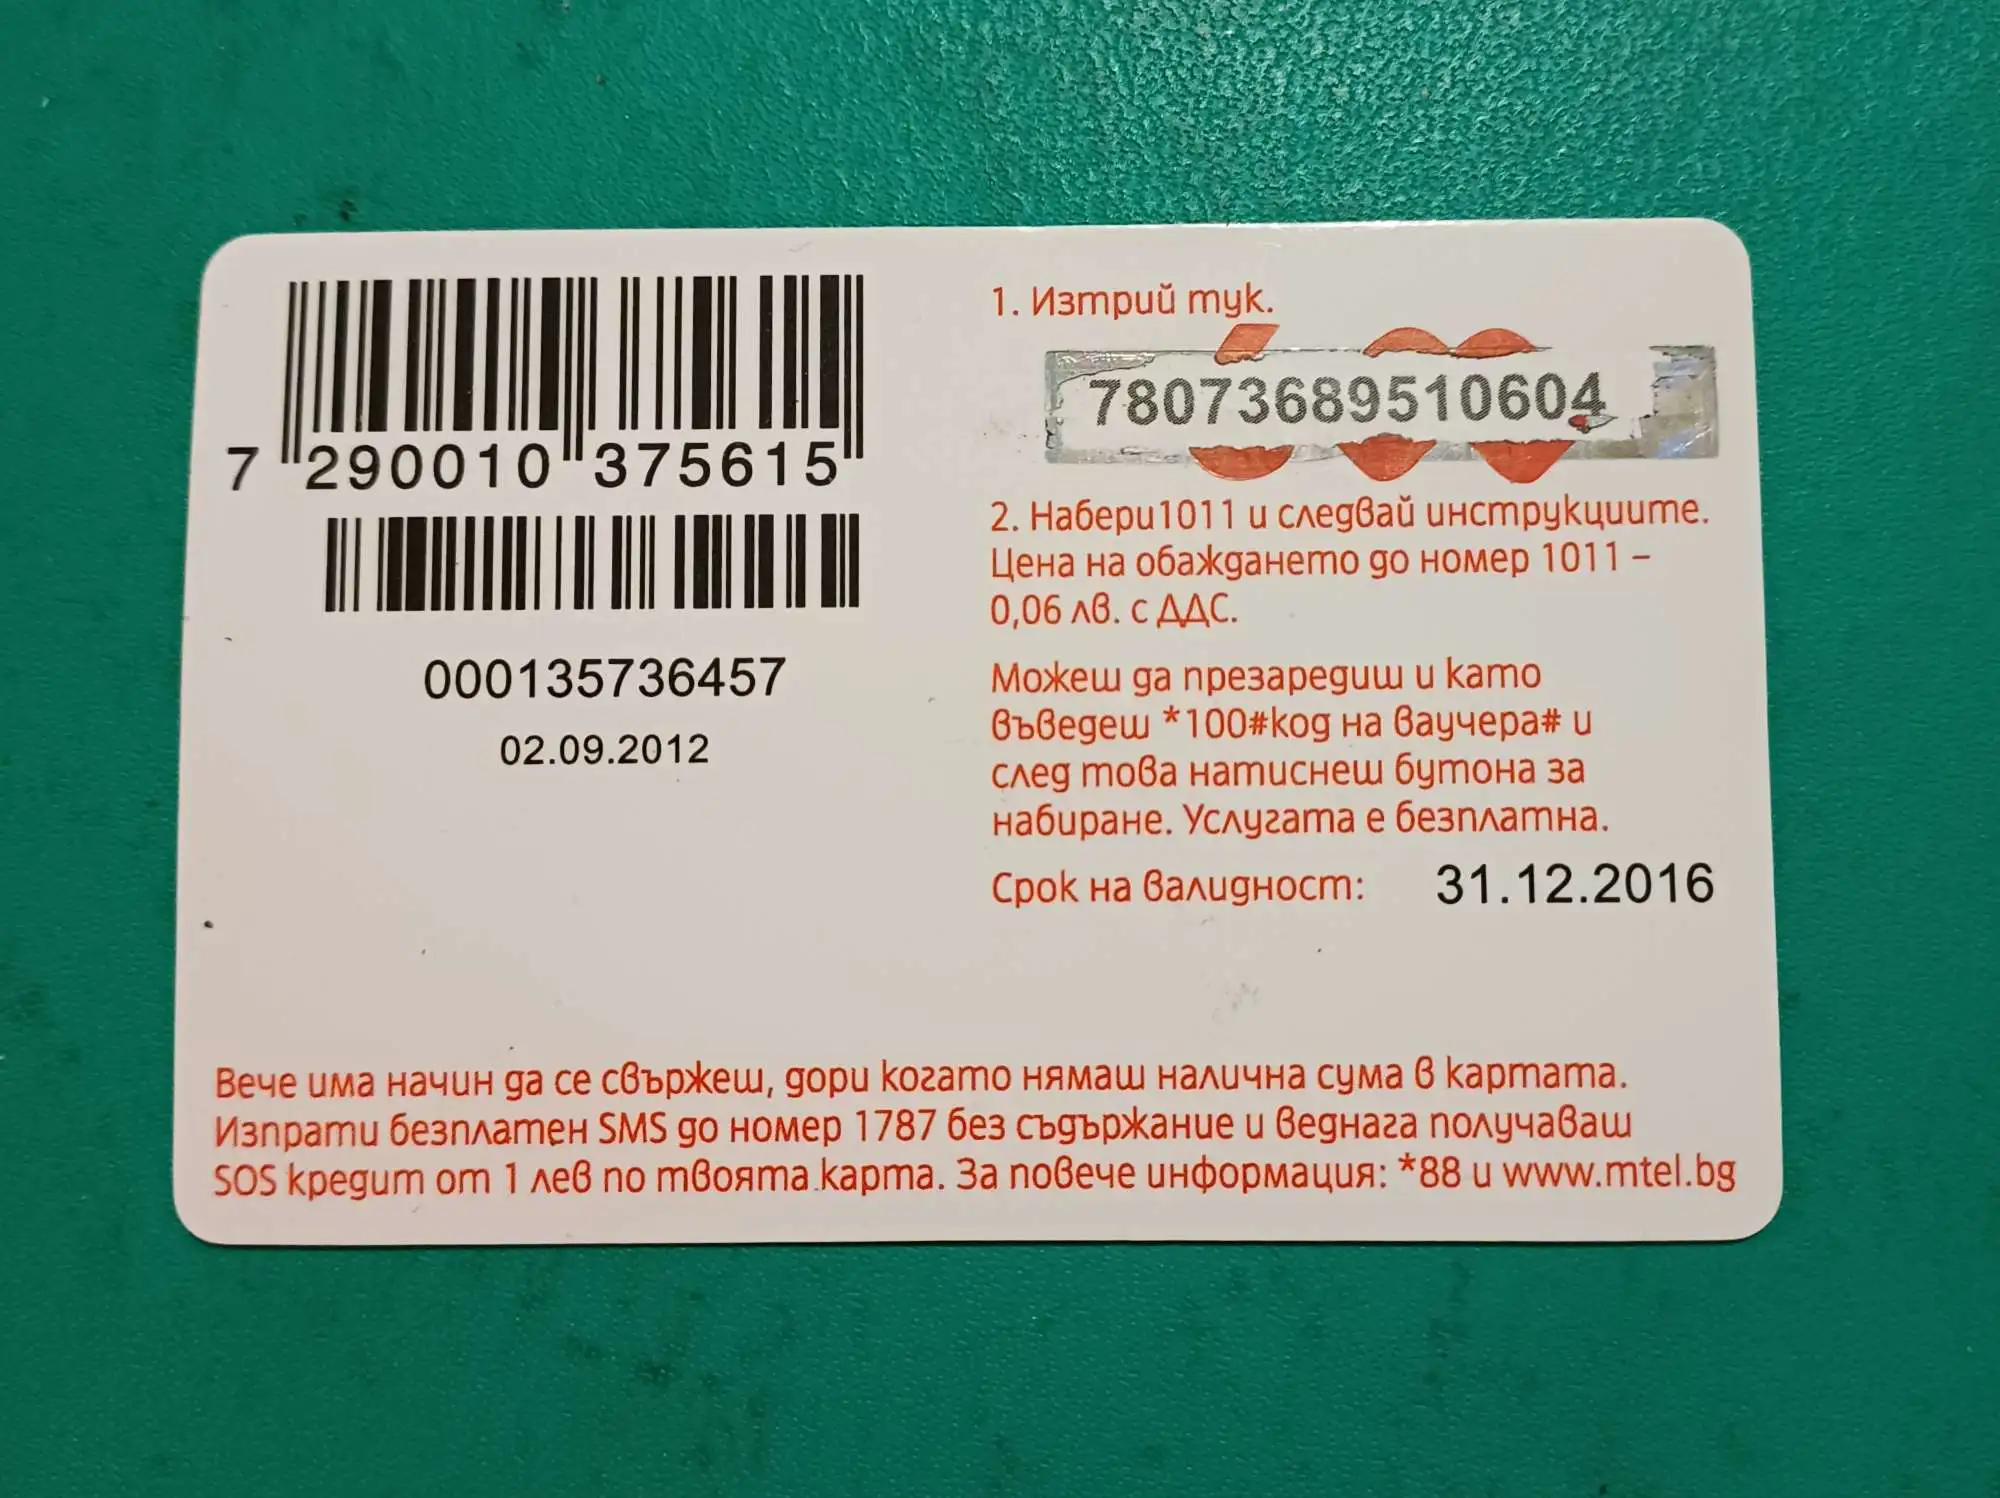 7 290010 375615
000135736457
02.09.2012
1. Изтрий тук.
78073689510604
2. Набери1011 и следвай инструкциите.
Цена на обаждането до номер 1011 –
0,06 лв. с ДДС.
Можеш да презаредиш и като
въведеш *100#код на ваучера# и
след това натиснеш бутона за
набиране. Услугата е безплатна.
Срок на валидност: 31.12.2016
Вече има начин да се свържеш, дори когато нямаш налична сума в картата.
Изпрати безплатен SMS до номер 1787 без съдържание и веднага получаваш
SOS кредит от 1 лев по твоята карта. За повече информация: *88 и www.mtel.bg